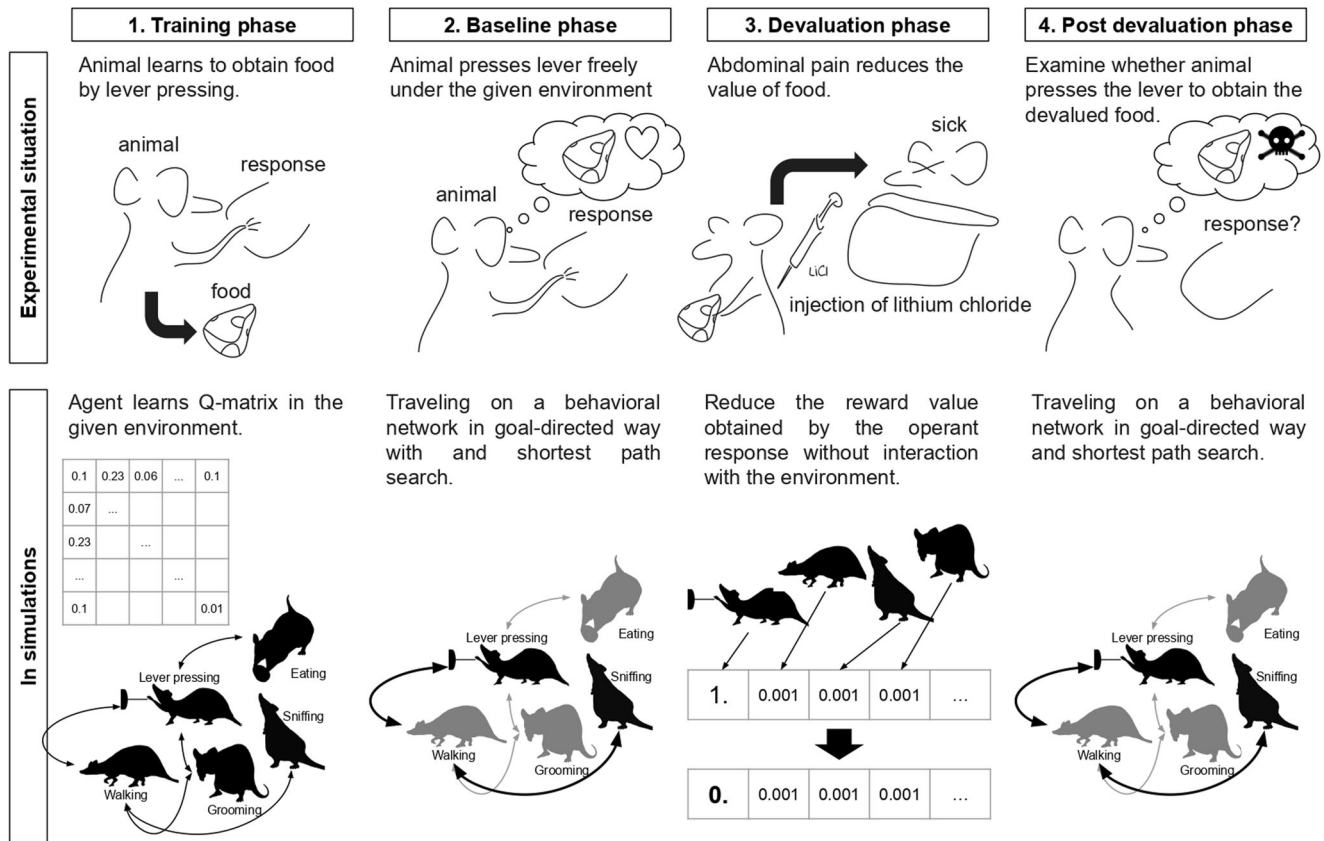 1. Training phase
2. Baseline phase
3. Devaluation phase
4. Post devaluation phase
Experimental situation
Animal learns to obtain food
by lever pressing.
animal
response
food
Animal presses lever freely
under the given environment
animal
response
Abdominal pain reduces the
value of food.
sick
LiCl
injection of lithium chloride
Examine whether animal
presses the lever to obtain the
devalued food.
response?
In simulations
Agent learns Q-matrix in the
given environment.
0.1 0.23 0.06 ... 0.1
0.07 ...
0.23 ...
... ...
0.1 0.01
Lever pressing
Eating
Sniffing
Walking
Grooming
Traveling on a behavioral
network in goal-directed way
with and shortest path
search.
Lever pressing
Eating
Sniffing
Walking
Grooming
Reduce the reward value
obtained by the operant
response without interaction
with the environment.
1. 0.001 0.001 0.001 ...
0. 0.001 0.001 0.001 ...
Traveling on a behavioral
network in goal-directed way
and shortest path search.
Lever pressing
Eating
Sniffing
Walking
Grooming